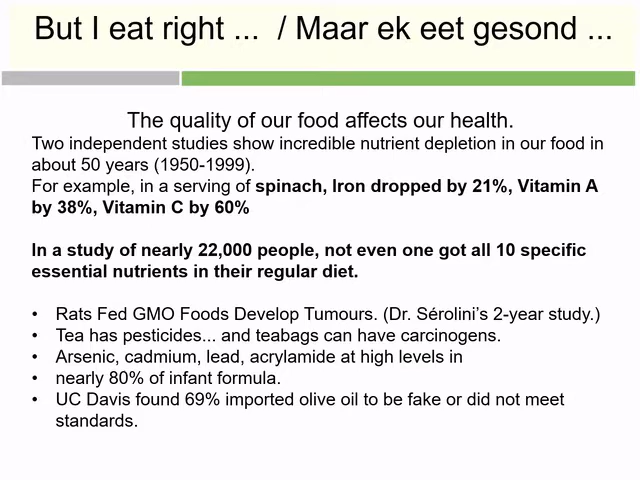 But I eat right ...  / Maar ek eet gesond ...
The quality of our food affects our health.
Two independent studies show incredible nutrient depletion in our food in
about 50 years (1950-1999).
For example, in a serving of spinach, Iron dropped by 21%, Vitamin A
by 38%, Vitamin C by 60%
In a study of nearly 22,000 people, not even one got all 10 specific
essential nutrients in their regular diet.
• Rats Fed GMO Foods Develop Tumours. (Dr. Sérolini’s 2-year study.)
• Tea has pesticides... and teabags can have carcinogens.
• Arsenic, cadmium, lead, acrylamide at high levels in
• nearly 80% of infant formula.
• UC Davis found 69% imported olive oil to be fake or did not meet
standards.